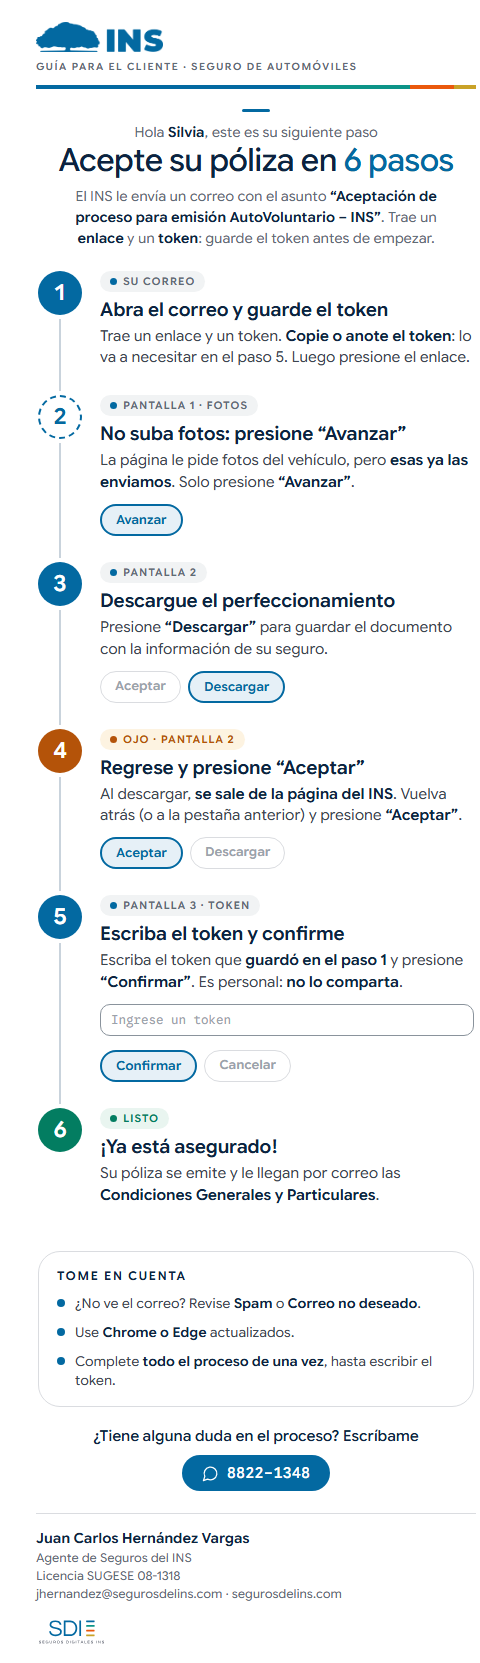 INS
GUÍA PARA EL CLIENTE · SEGURO DE AUTOMÓVILES
Hola Silvia, este es su siguiente paso
Acepte su póliza en 6 pasos
El INS le envía un correo con el asunto “Aceptación de
proceso para emisión AutoVoluntario – INS”. Trae un
enlace y un token: guarde el token antes de empezar.
1
SU CORREO
Abra el correo y guarde el token
Trae un enlace y un token. Copie o anote el token: lo
va a necesitar en el paso 5. Luego presione el enlace.
2
PANTALLA 1 · FOTOS
No suba fotos: presione “Avanzar”
La página le pide fotos del vehículo, pero esas ya las
enviamos. Solo presione “Avanzar”.
Avanzar
3
PANTALLA 2
Descargue el perfeccionamiento
Presione “Descargar” para guardar el documento
con la información de su seguro.
Aceptar Descargar
4
OJO · PANTALLA 2
Regrese y presione “Aceptar”
Al descargar, se sale de la página del INS. Vuelva
atrás (o a la pestaña anterior) y presione “Aceptar”.
Aceptar Descargar
5
PANTALLA 3 · TOKEN
Escriba el token y confirme
Escriba el token que guardó en el paso 1 y presione
“Confirmar”. Es personal: no lo comparta.
Ingrese un token
Confirmar Cancelar
6
LISTO
¡Ya está asegurado!
Su póliza se emite y le llegan por correo las
Condiciones Generales y Particulares.
TOME EN CUENTA
¿No ve el correo? Revise Spam o Correo no deseado.
Use Chrome o Edge actualizados.
Complete todo el proceso de una vez, hasta escribir el
token.
¿Tiene alguna duda en el proceso? Escríbame
8822-1348
Juan Carlos Hernández Vargas
Agente de Seguros del INS
Licencia SUGESE 08-1318
jhernandez@segurosdelins.com · segurosdelins.com
SDI
SEGUROS DIGITALES INS